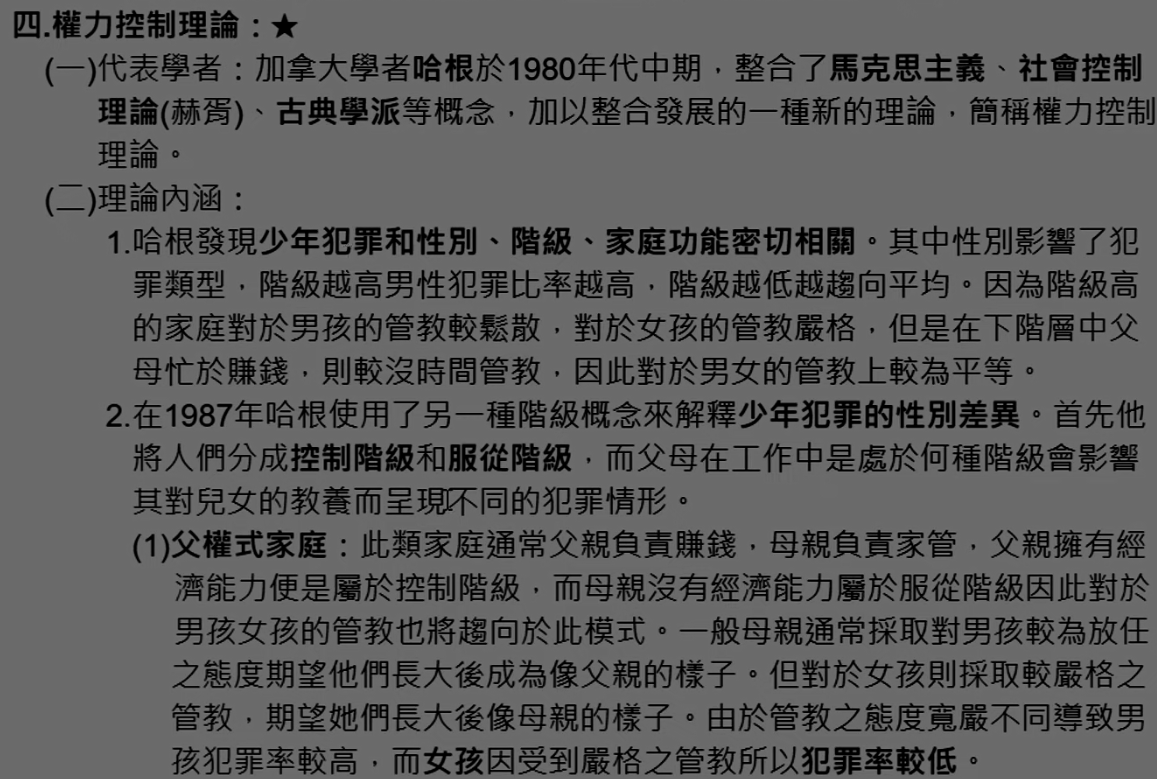 四.權力控制理論：★
(一)代表學者：加拿大學者哈根於1980年代中期，整合了馬克思主義、社會控制
理論(赫胥)、古典學派等概念，加以整合發展的一種新的理論，簡稱權力控制
理論。
(二)理論內涵：
1.哈根發現少年犯罪和性別、階級、家庭功能密切相關。其中性別影響了犯
罪類型，階級越高男性犯罪比率越高，階級越低越趨向平均。因為階級高
的家庭對於男孩的管教較鬆散，對於女孩的管教嚴格，但是在下階層中父
母忙於賺錢，則較沒時間管教，因此對於男女的管教上較為平等。
2.在1987年哈根使用了另一種階級概念來解釋少年犯罪的性別差異。首先他
將人們分成控制階級和服從階級，而父母在工作中是處於何種階級會影響
其對兒女的教養而呈現不同的犯罪情形。
(1)父權式家庭：此類家庭通常父親負責賺錢，母親負責家管，父親擁有經
濟能力便是屬於控制階級，而母親沒有經濟能力屬於服從階級因此對於
男孩女孩的管教也將趨向於此模式。一般母親通常採取對男孩較為放任
之態度期望他們長大後成為像父親的樣子。但對於女孩則採取較嚴格之
管教，期望她們長大後像母親的樣子。由於管教之態度寬嚴不同導致男
孩犯罪率較高，而女孩因受到嚴格之管教所以犯罪率較低。